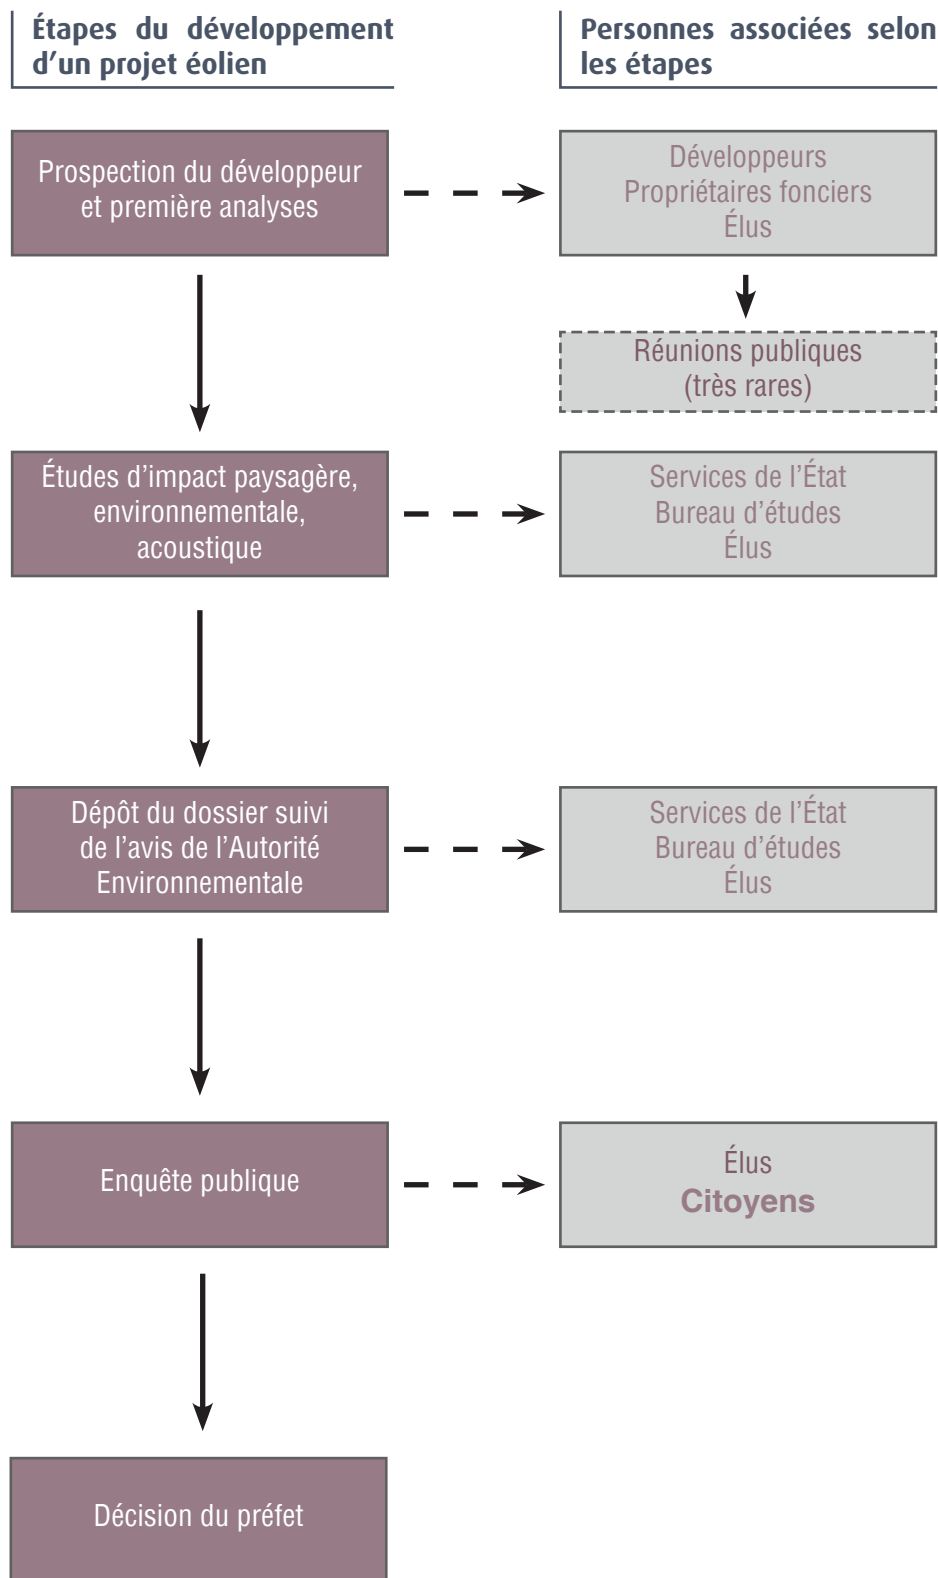 Étapes du développement
d’un projet éolien
Personnes associées selon
les étapes
Prospection du développeur
et première analyses
Développeurs
Propriétaires fonciers
Élus
Réunions publiques
(très rares)
Études d’impact paysagère,
environnementale,
acoustique
Services de l’État
Bureau d’études
Élus
Dépôt du dossier suivi
de l’avis de l’Autorité
Environnementale
Services de l’État
Bureau d’études
Élus
Enquête publique
Élus
Citoyens
Décision du préfet